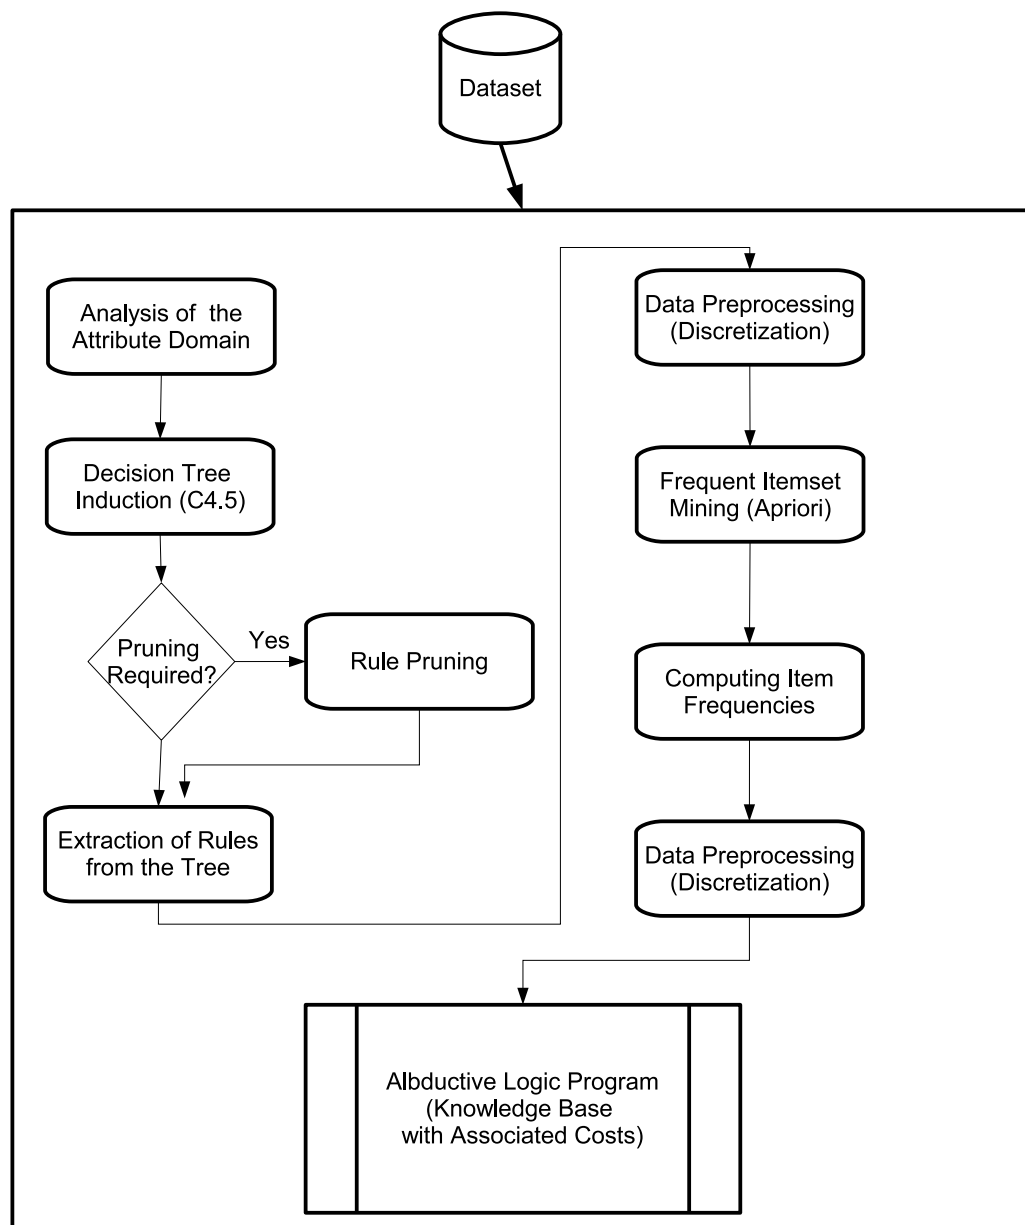 Dataset
Analysis of the
Attribute Domain
Decision Tree
Induction (C4.5)
Pruning
Required?
Yes
Rule Pruning
Extraction of Rules
from the Tree
Data Preprocessing
(Discretization)
Frequent Itemset
Mining (Apriori)
Computing Item
Frequencies
Data Preprocessing
(Discretization)
Albductive Logic Program
(Knowledge Base
with Associated Costs)